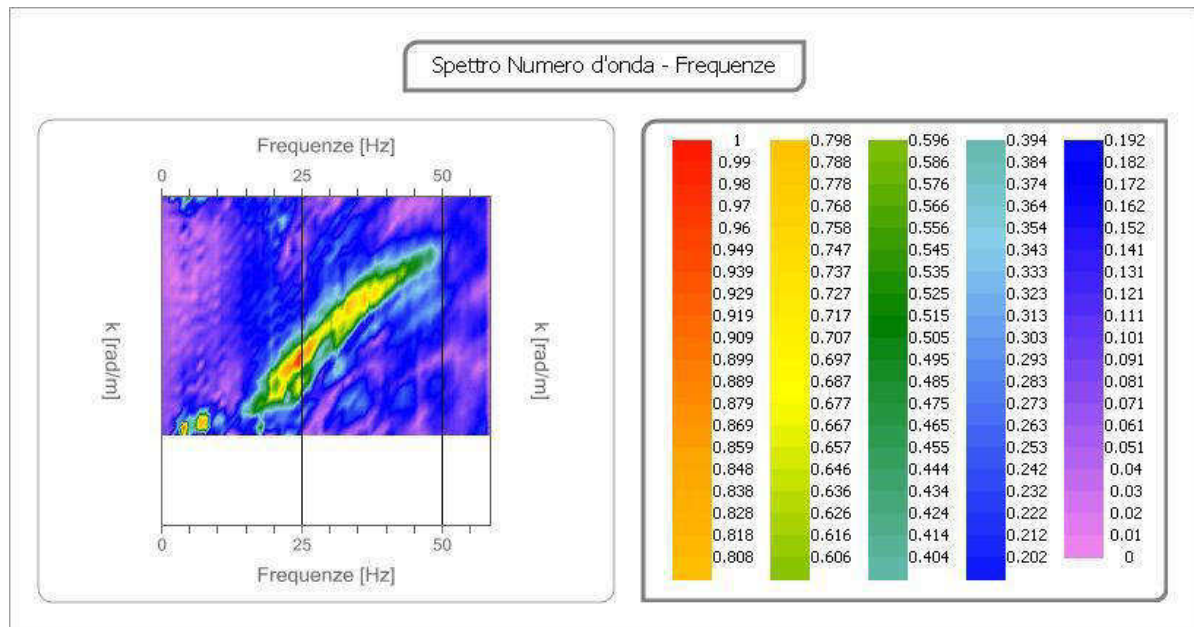 Spettro Numero d'onda - Frequenze
Frequenze [Hz]
0 25 50
k [rad/m]
k [rad/m]
0 25 50
Frequenze [Hz]
1 0.798 0.596 0.394 0.192
0.99 0.788 0.586 0.384 0.182
0.98 0.778 0.576 0.374 0.172
0.97 0.768 0.566 0.364 0.162
0.96 0.758 0.556 0.354 0.152
0.949 0.747 0.545 0.343 0.141
0.939 0.737 0.535 0.333 0.131
0.929 0.727 0.525 0.323 0.121
0.919 0.717 0.515 0.313 0.111
0.909 0.707 0.505 0.303 0.101
0.899 0.697 0.495 0.293 0.091
0.889 0.687 0.485 0.283 0.081
0.879 0.677 0.475 0.273 0.071
0.869 0.667 0.465 0.263 0.061
0.859 0.657 0.455 0.253 0.051
0.848 0.646 0.444 0.242 0.04
0.838 0.636 0.434 0.232 0.03
0.828 0.626 0.424 0.222 0.02
0.818 0.616 0.414 0.212 0.01
0.808 0.606 0.404 0.202 0